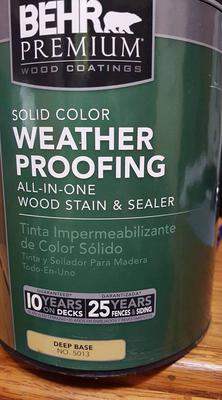 BEHR
PREMIUM
WOOD COATINGS
SOLID COLOR
WEATHER
PROOFING
ALL-IN-ONE
WOOD STAIN & SEALER
Tinta Impermeabilizante
de Color Sólido
Tinta y Sellador Para Madera
Todo-En-Uno
GUARANTEED* GARANTIZADA*
10 YEARS ON DECKS 25 YEARS FENCES & SIDING
DEEP BASE
NO. 5013